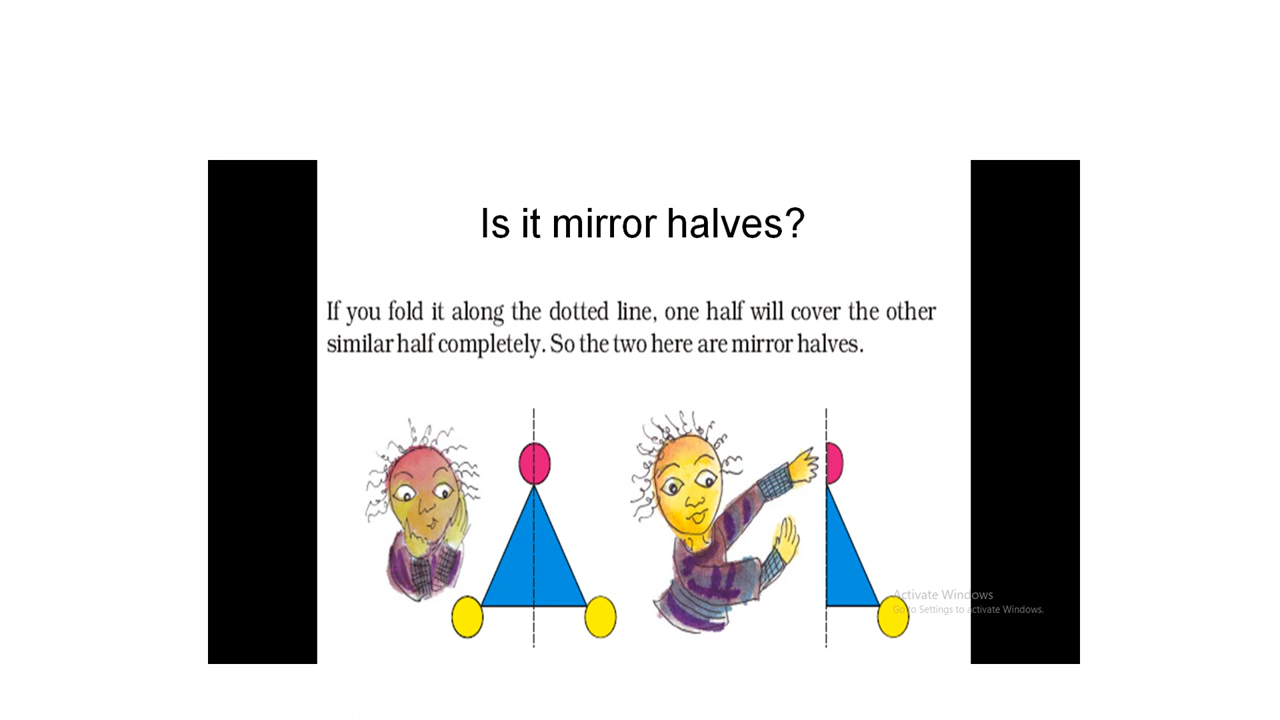 Is it mirror halves?
If you fold it along the dotted line, one half will cover the other
similar half completely. So the two here are mirror halves.
Activate Windows
Go to Settings to activate Windows.